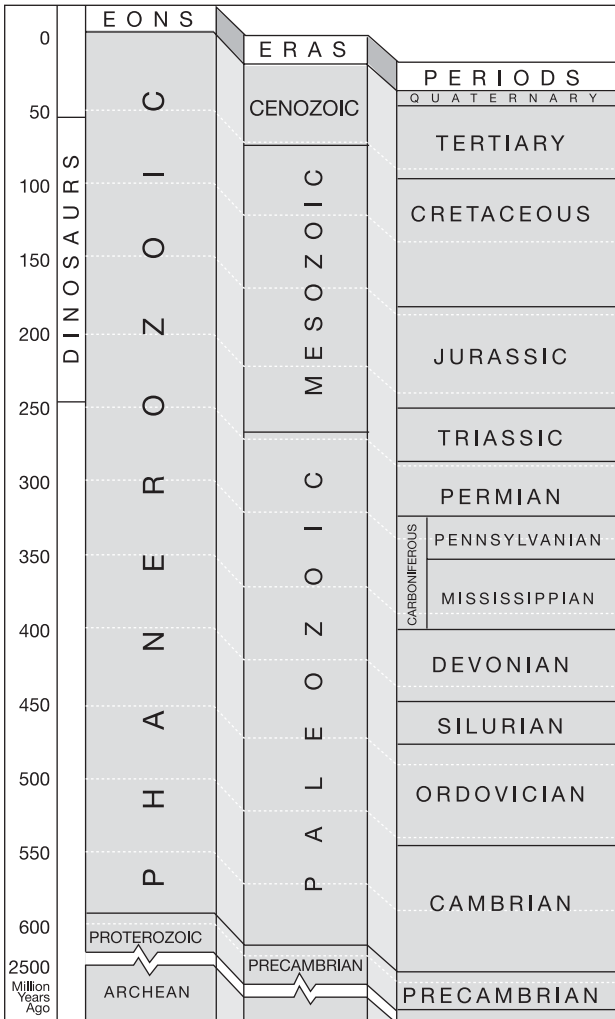 EONS
ERAS
PERIODS
0
50
100
150
200
250
300
350
400
450
500
550
600
2500
Million
Years
Ago
DINOSAURS
PHANEROZOIC
PROTEROZOIC
ARCHEAN
CENOZOIC
MESOZOIC
PALEOZOIC
PRECAMBRIAN
QUATERNARY
TERTIARY
CRETACEOUS
JURASSIC
TRIASSIC
PERMIAN
CARBONIFEROUS
PENNSYLVANIAN
MISSISSIPPIAN
DEVONIAN
SILURIAN
ORDOVICIAN
CAMBRIAN
PRECAMBRIAN